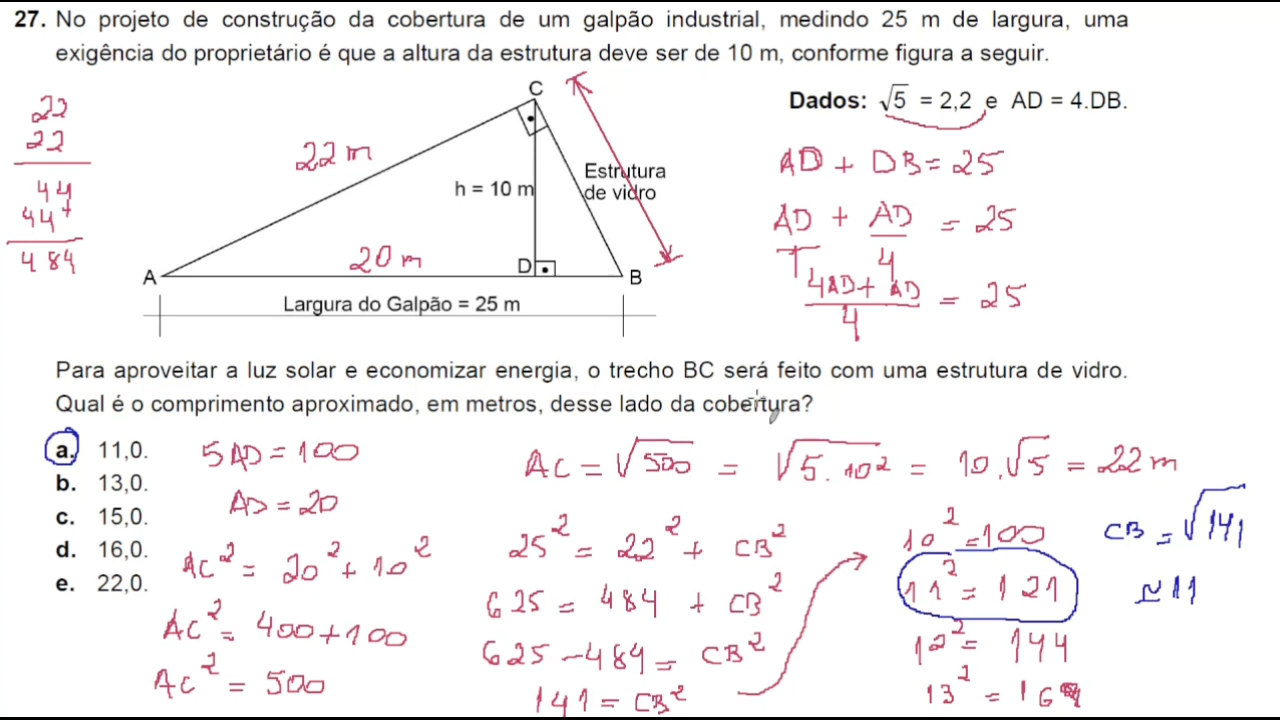 27. No projeto de construção da cobertura de um galpão industrial, medindo 25 m de largura, uma
exigência do proprietário é que a altura da estrutura deve ser de 10 m, conforme figura a seguir.
Dados: √5 = 2,2 e AD = 4.DB.
22
22
44
44+
484
C
22 m
Estrutura
de vidro
h = 10 m
20 m
A
D
B
Largura do Galpão = 25 m
AD + DB = 25
AD + AD/4 = 25
(4AD + AD)/4 = 25
Para aproveitar a luz solar e economizar energia, o trecho BC será feito com uma estrutura de vidro.
Qual é o comprimento aproximado, em metros, desse lado da cobertura?
a. 11,0.
b. 13,0.
c. 15,0.
d. 16,0.
e. 22,0.
5AD = 100
AD = 20
AC² = 20² + 10²
AC² = 400 + 100
AC² = 500
AC = √500 = √5.10² = 10.√5 = 22 m
25² = 22² + CB²
625 = 484 + CB²
625 - 484 = CB²
141 = CB²
10² = 100
11² = 121
12² = 144
13² = 169
CB = √141
≃ 11